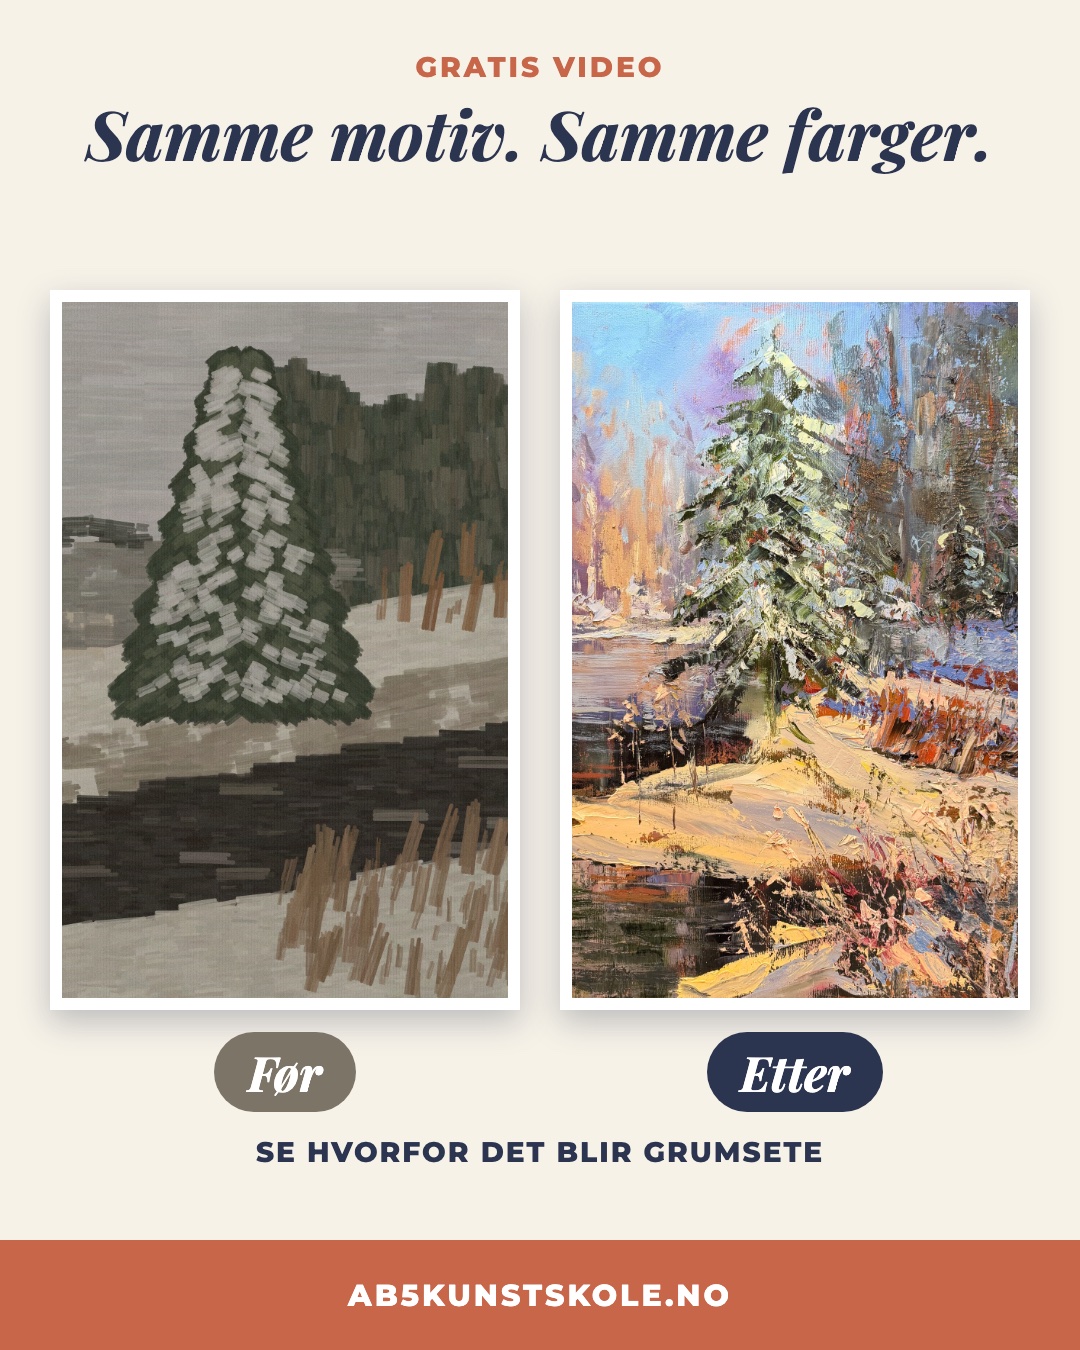 GRATIS VIDEO
Samme motiv. Samme farger.
Før
Etter
SE HVORFOR DET BLIR GRUMSETE
AB5KUNSTSKOLE.NO